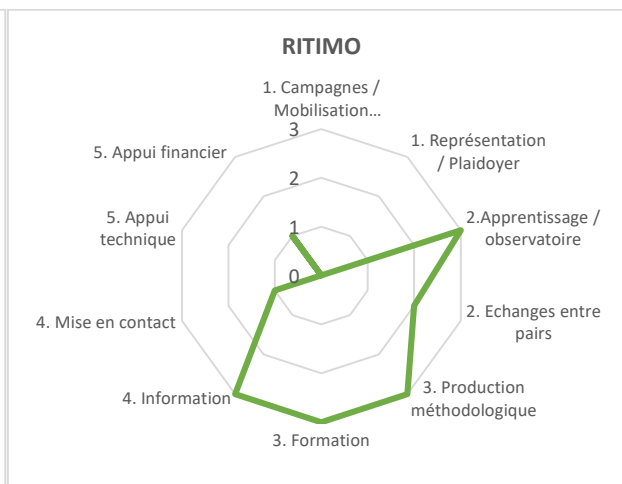 RITIMO
1. Campagnes /
Mobilisation...
1. Représentation
/ Plaidoyer
2.Apprentissage /
observatoire
2. Echanges entre
pairs
3. Production
méthodologique
3. Formation
4. Information
4. Mise en contact
5. Appui
technique
5. Appui financier
3
2
1
0